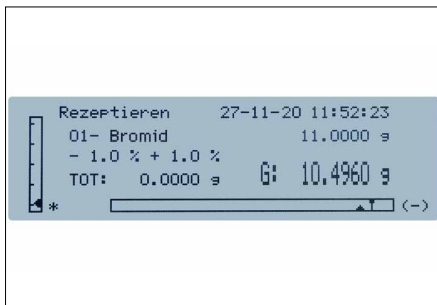 Rezeptieren 27-11-20 11:52:23
01- Bromid 11.0000 g
- 1.0 % + 1.0 %
TOT: 0.0000 g G: 10.4960 g
* (-)